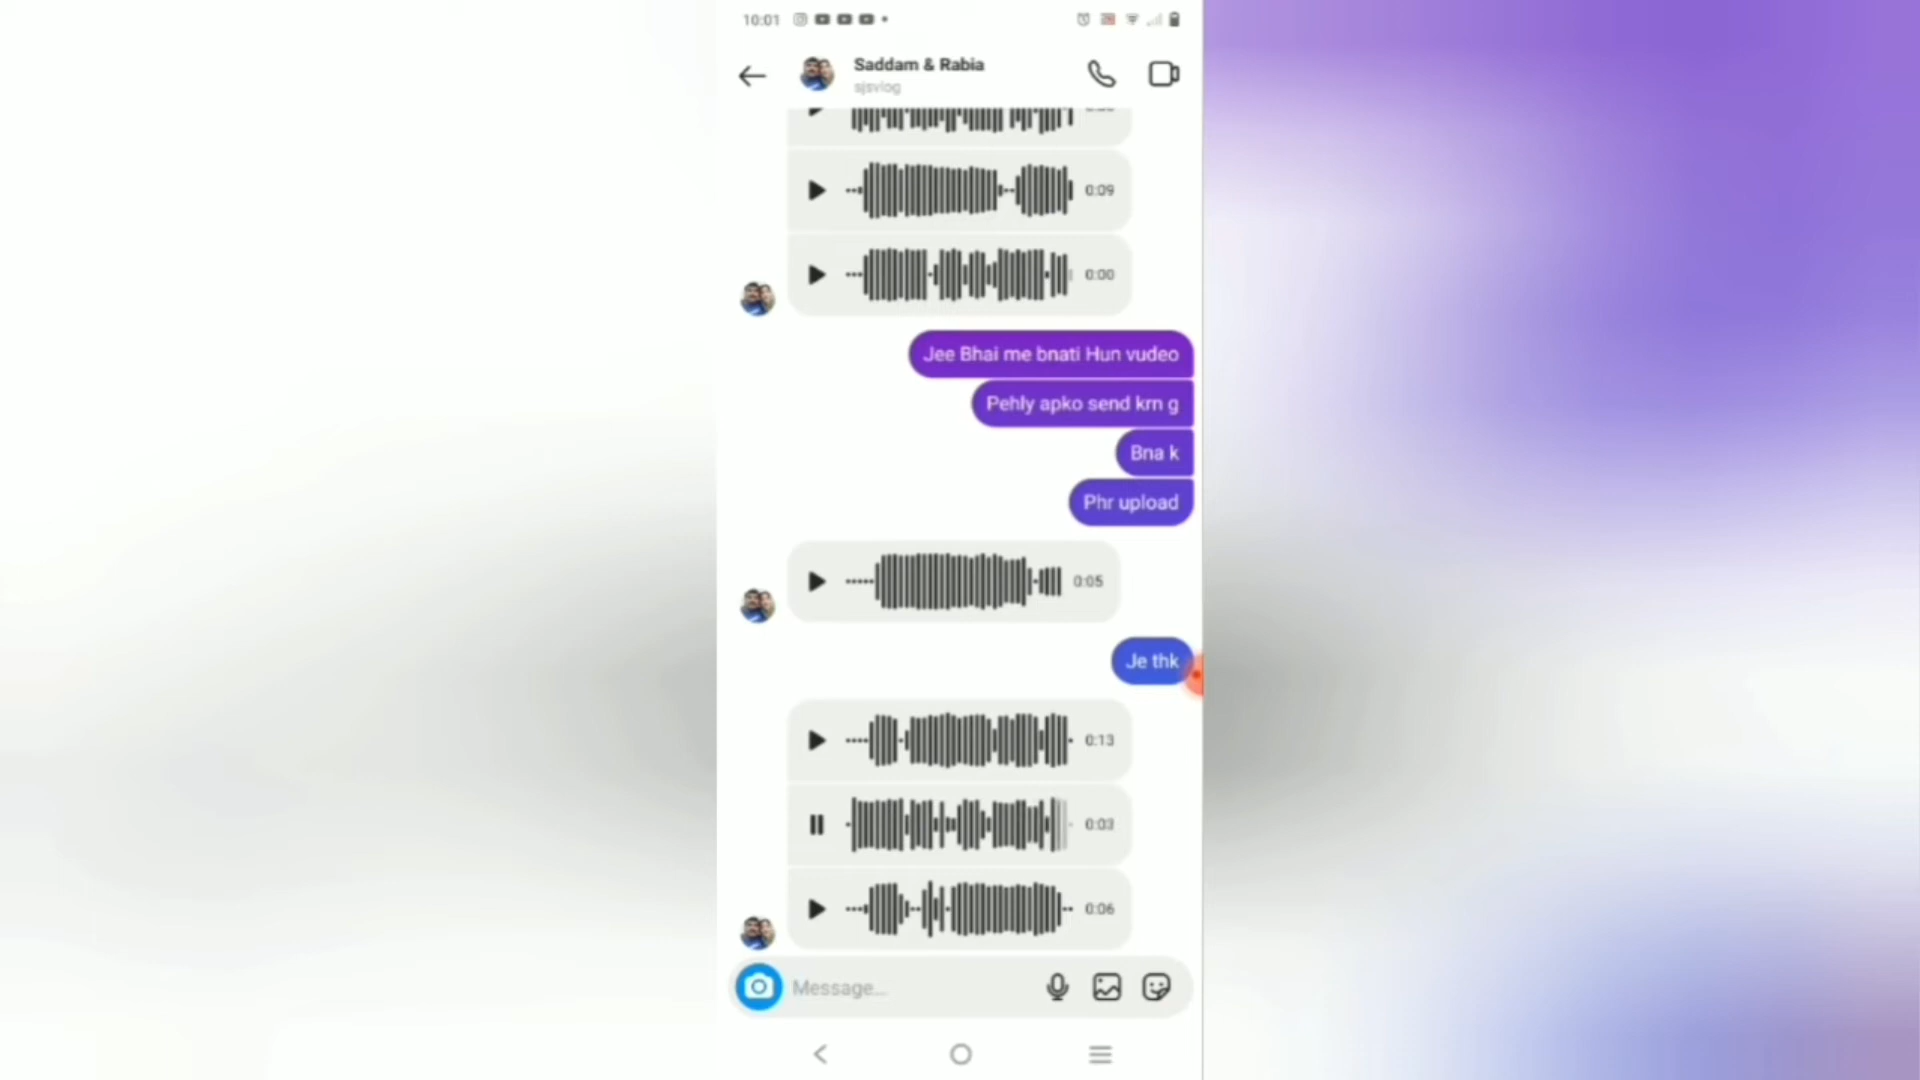 10:01
Saddam & Rabia
sjsvlog
0:09
0:00
Jee Bhai me bnati Hun vudeo
Pehly apko send krn g
Bna k
Phr upload
0:05
Je thk
0:13
0:03
0:06
Message...